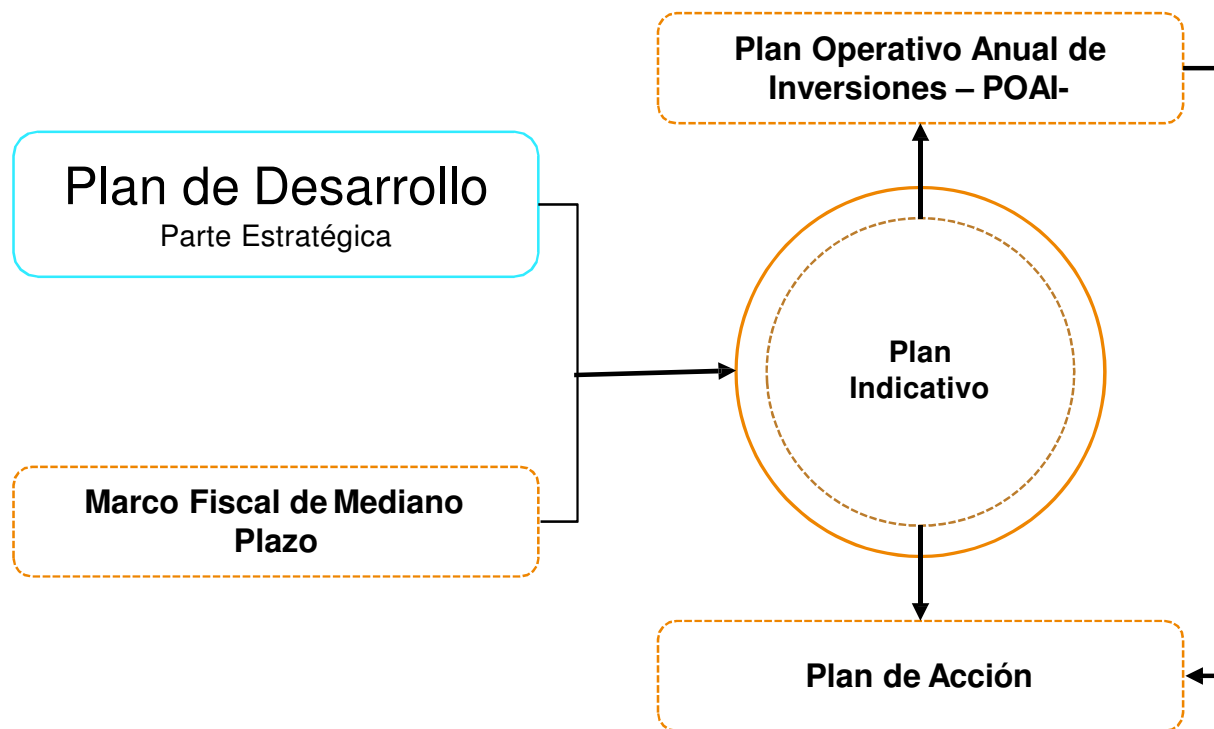 Plan Operativo Anual de
Inversiones – POAI-
Plan de Desarrollo
Parte Estratégica
Plan
Indicativo
Marco Fiscal de Mediano
Plazo
Plan de Acción